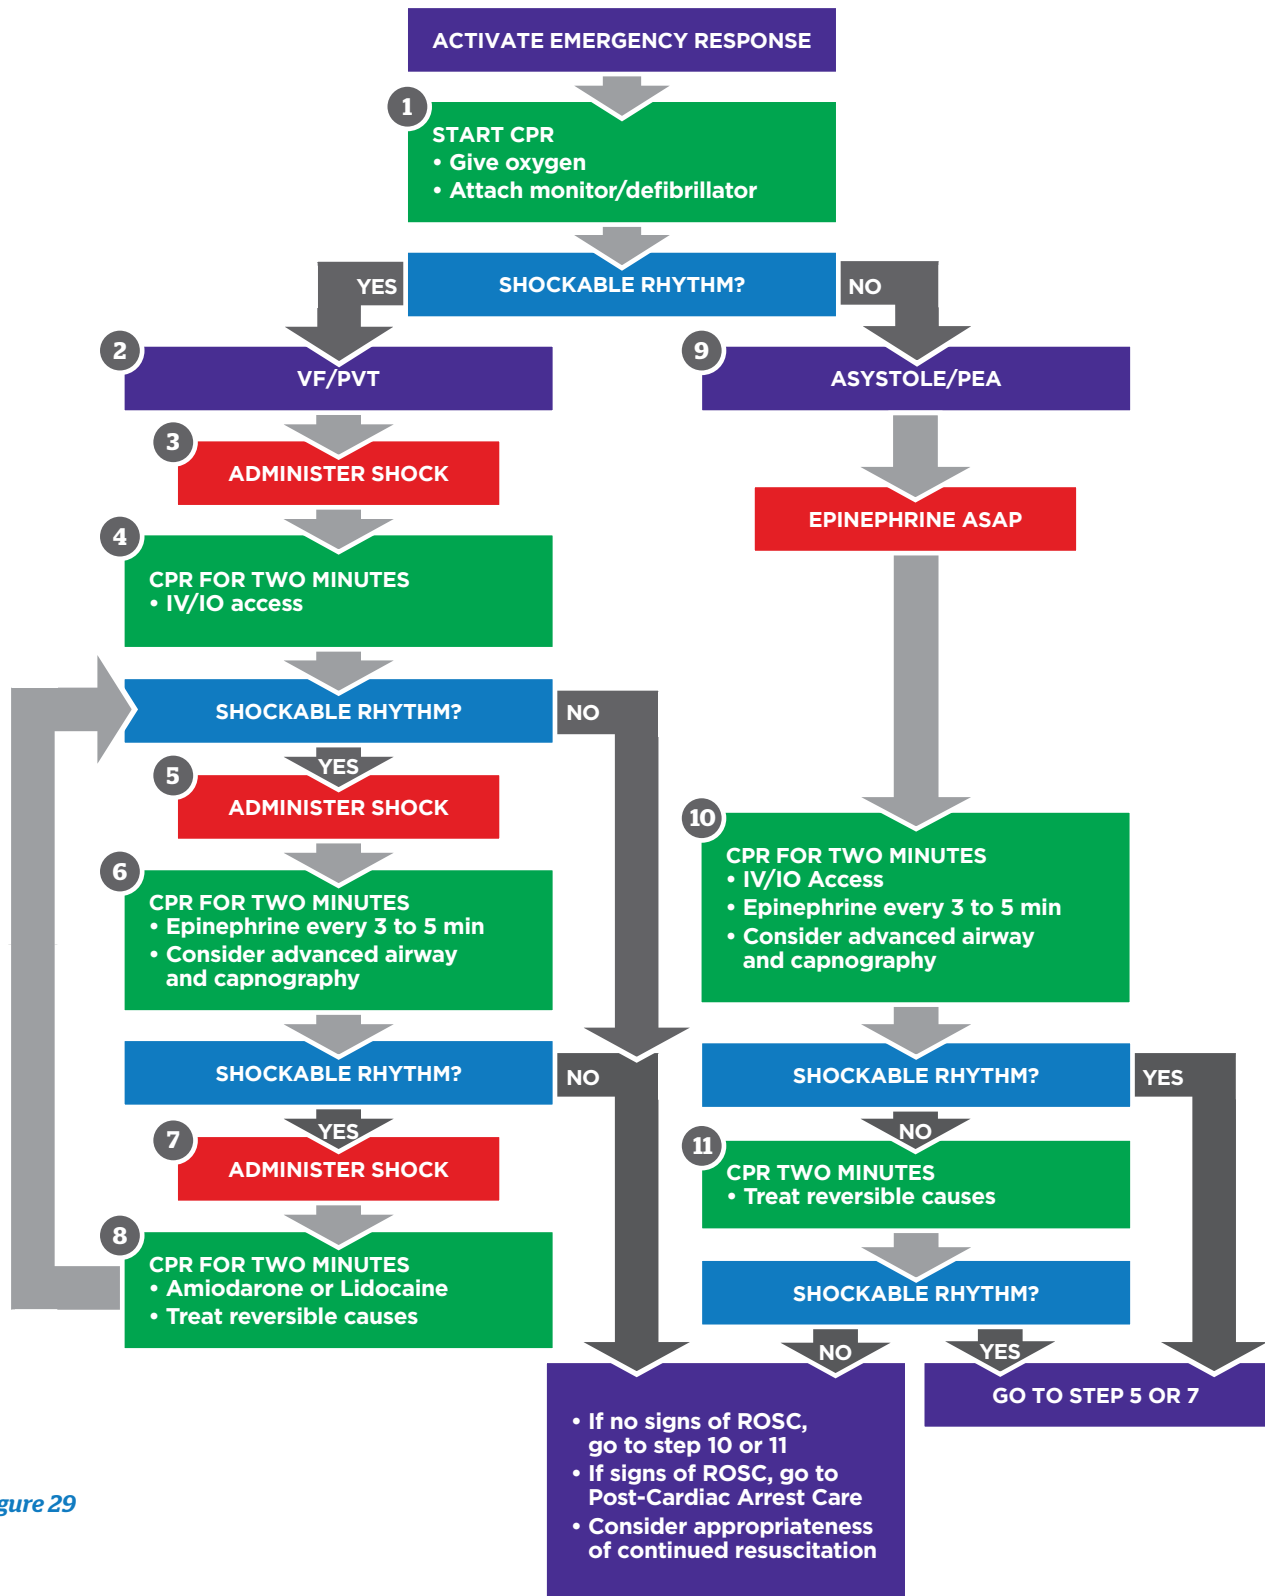 ACTIVATE EMERGENCY RESPONSE
1
START CPR
• Give oxygen
• Attach monitor/defibrillator
YES
SHOCKABLE RHYTHM?
NO
2
VF/PVT
3
ADMINISTER SHOCK
4
CPR FOR TWO MINUTES
• IV/IO access
SHOCKABLE RHYTHM?
NO
YES
5
ADMINISTER SHOCK
6
CPR FOR TWO MINUTES
• Epinephrine every 3 to 5 min
• Consider advanced airway
and capnography
SHOCKABLE RHYTHM?
NO
YES
7
ADMINISTER SHOCK
8
CPR FOR TWO MINUTES
• Amiodarone or Lidocaine
• Treat reversible causes
9
ASYSTOLE/PEA
EPINEPHRINE ASAP
10
CPR FOR TWO MINUTES
• IV/IO Access
• Epinephrine every 3 to 5 min
• Consider advanced airway
and capnography
SHOCKABLE RHYTHM?
YES
NO
11
CPR TWO MINUTES
• Treat reversible causes
SHOCKABLE RHYTHM?
NO
YES
• If no signs of ROSC,
go to step 10 or 11
• If signs of ROSC, go to
Post-Cardiac Arrest Care
• Consider appropriateness
of continued resuscitation
GO TO STEP 5 OR 7
gure 29